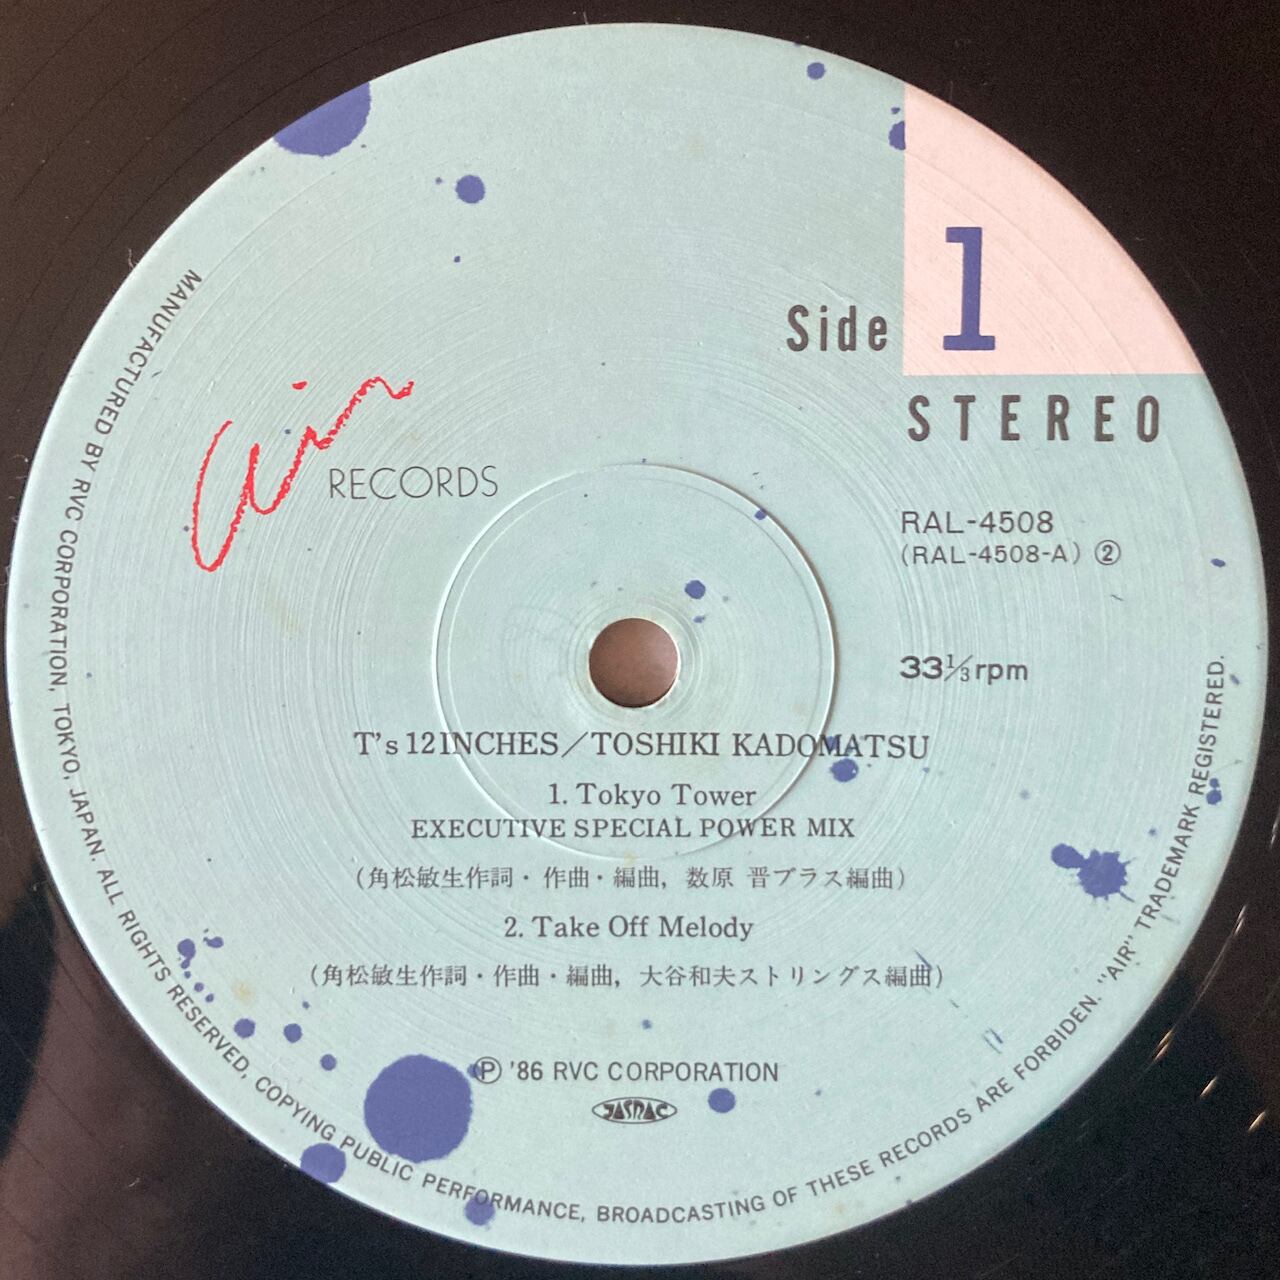 Side 1
STEREO
Air RECORDS
RAL-4508
(RAL-4508-A) ②
33⅓rpm
T's 12INCHES／TOSHIKI KADOMATSU
1. Tokyo Tower
EXECUTIVE SPECIAL POWER MIX
（角松敏生作詞・作曲・編曲，数原 晋ブラス編曲）
2. Take Off Melody
（角松敏生作詞・作曲・編曲，大谷和夫ストリングス編曲）
Ⓟ '86 RVC CORPORATION
JASRAC
MANUFACTURED BY RVC CORPORATION, TOKYO, JAPAN. ALL RIGHTS RESERVED, COPYING PUBLIC PERFORMANCE, BROADCASTING OF THESE RECORDS ARE FORBIDEN. "AIR" TRADEMARK REGISTERED.